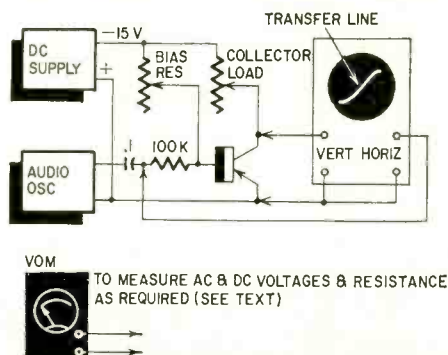 TRANSFER LINE
−15 V
DC
SUPPLY
+
BIAS
RES
COLLECTOR
LOAD
.1
100K
VERT HORIZ
AUDIO
OSC
VOM
TO MEASURE AC & DC VOLTAGES & RESISTANCE
AS REQUIRED (SEE TEXT)